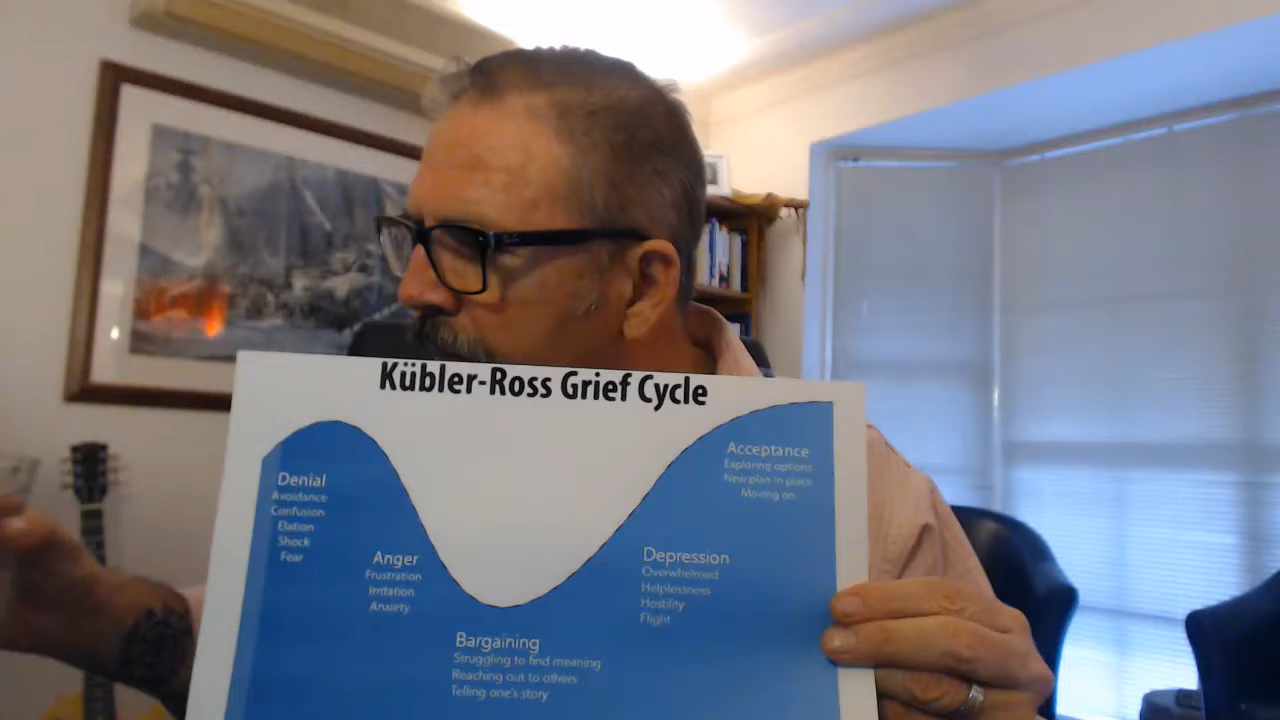 Kübler-Ross Grief Cycle
Denial
Avoidance
Confusion
Elation
Shock
Fear
Anger
Frustration
Irritation
Anxiety
Bargaining
Struggling to find meaning
Reaching out to others
Telling one's story
Depression
Overwhelmed
Helplessness
Hostility
Flight
Acceptance
Exploring options
New plan in place
Moving on